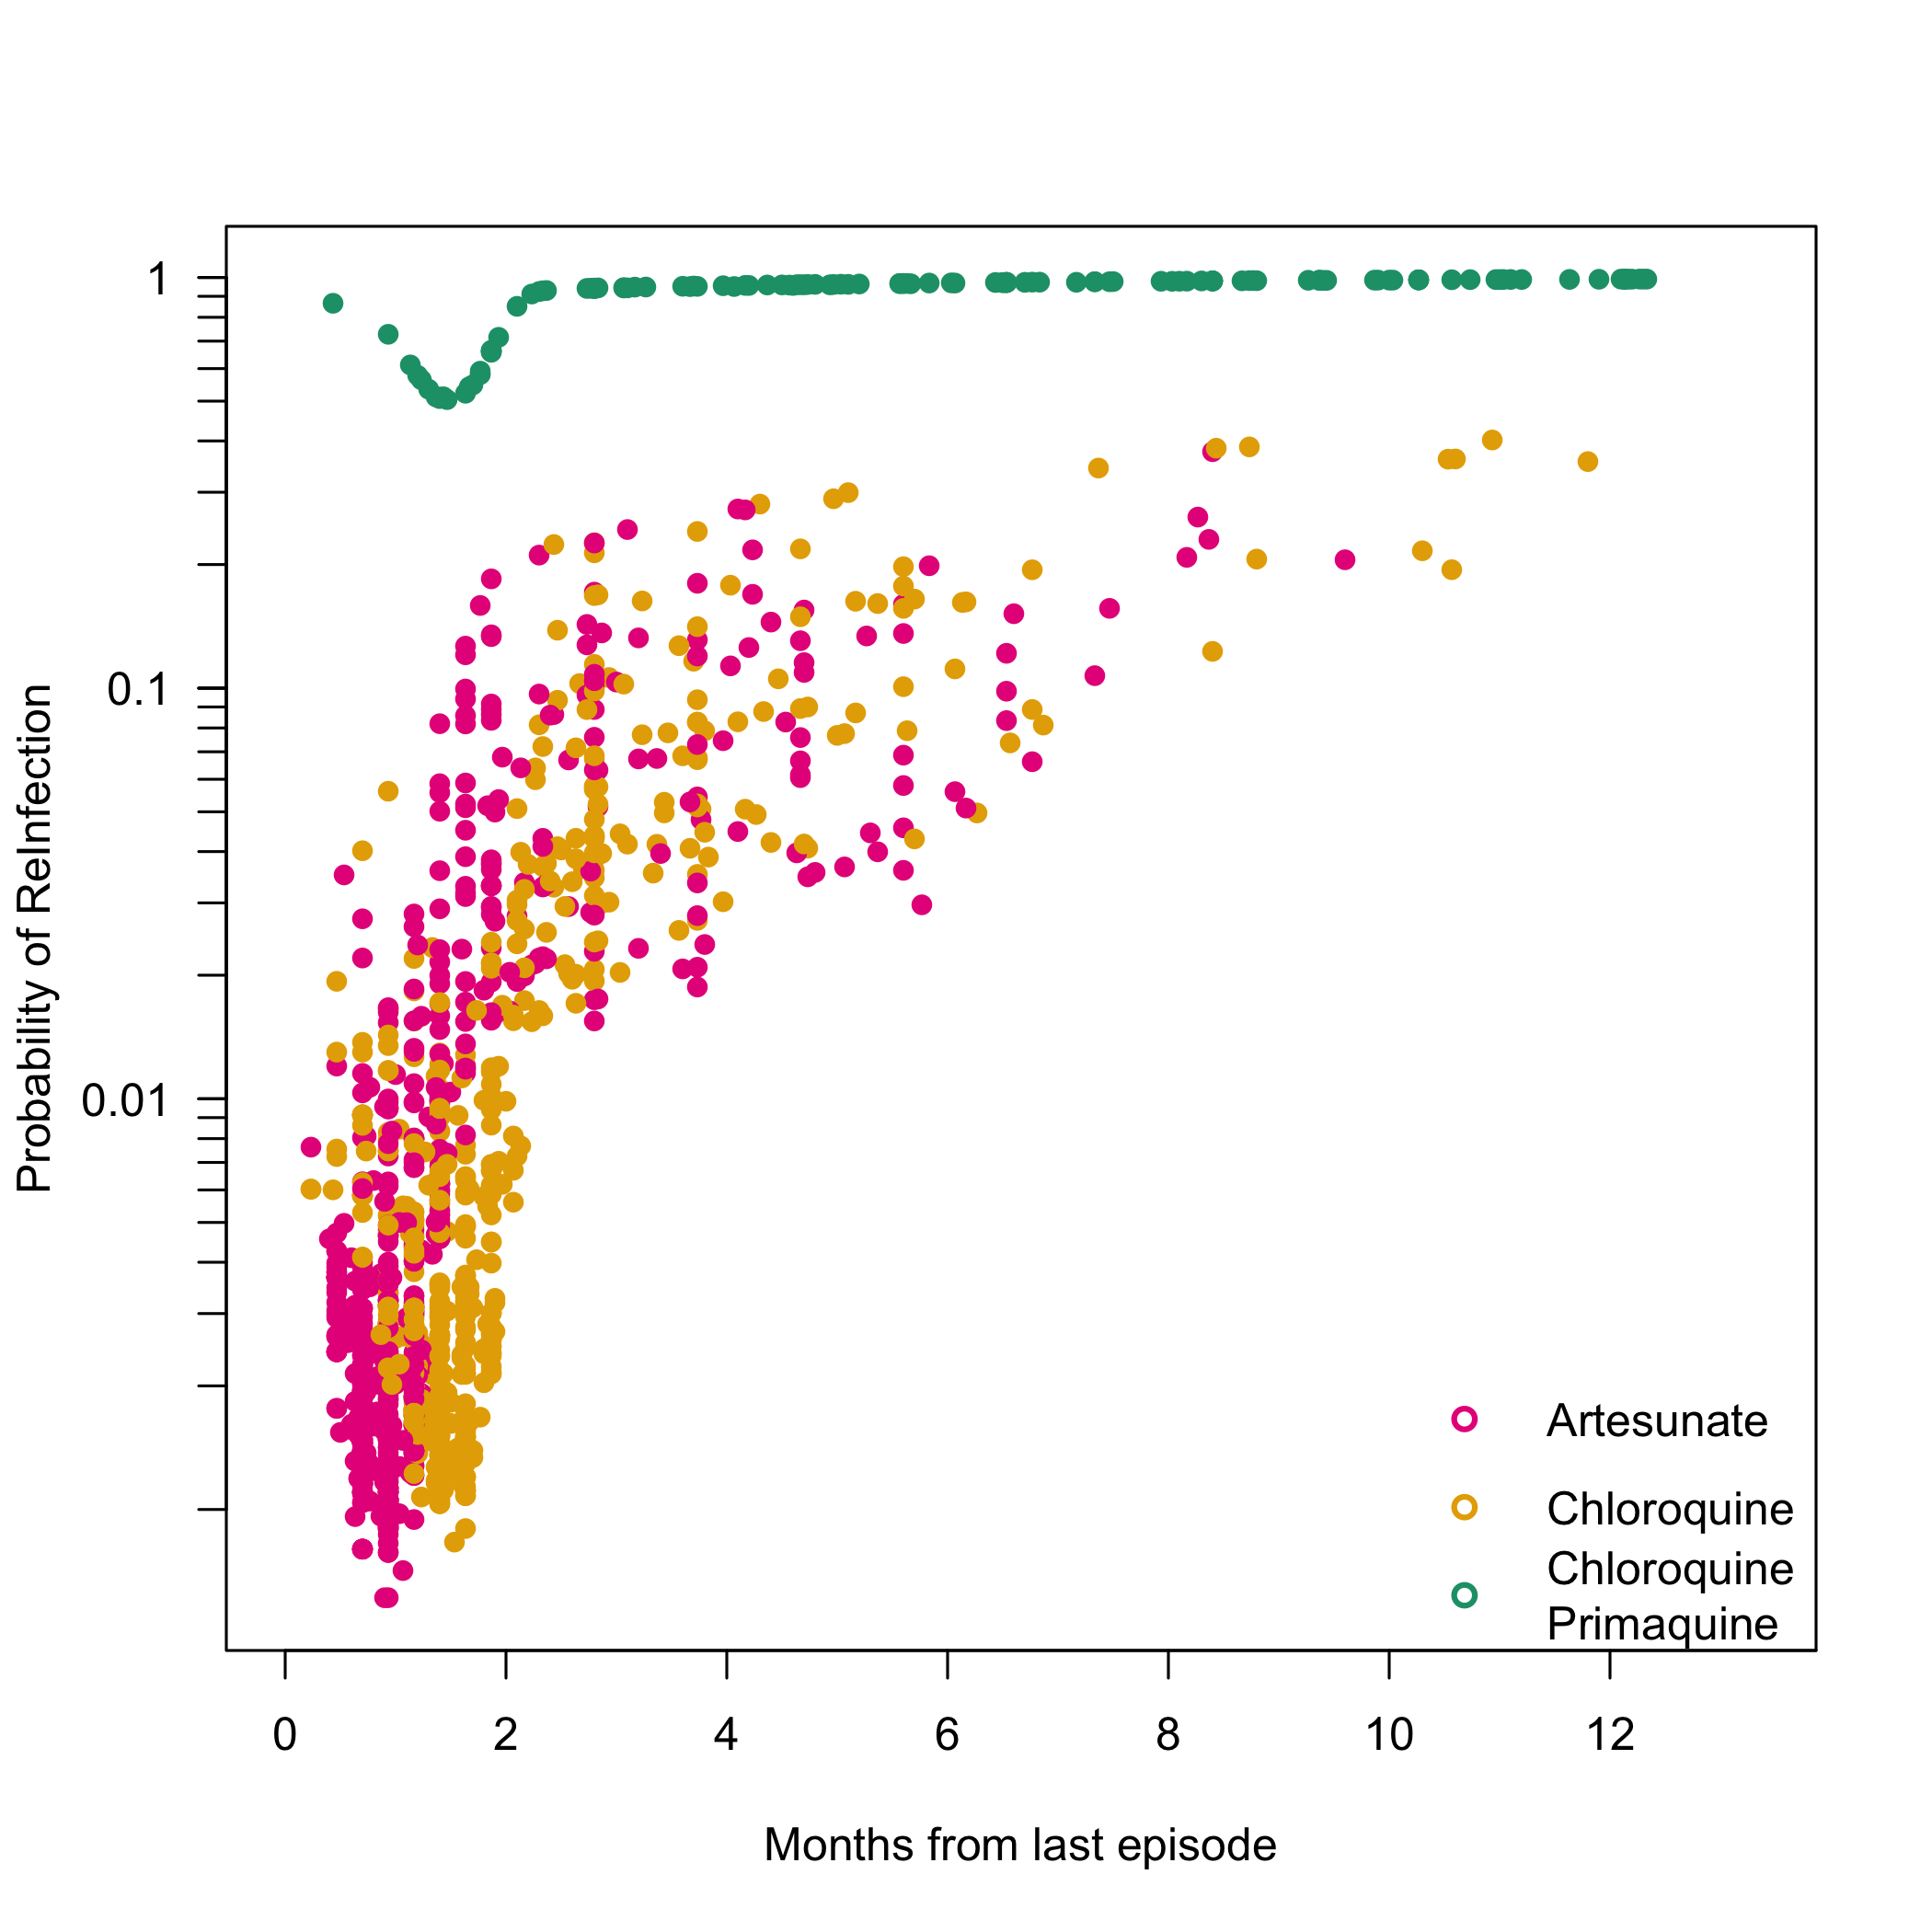 1
0.1
0.01
Probability of ReInfection
Artesunate
Chloroquine
Chloroquine
Primaquine
0 2 4 6 8 10 12
Months from last episode